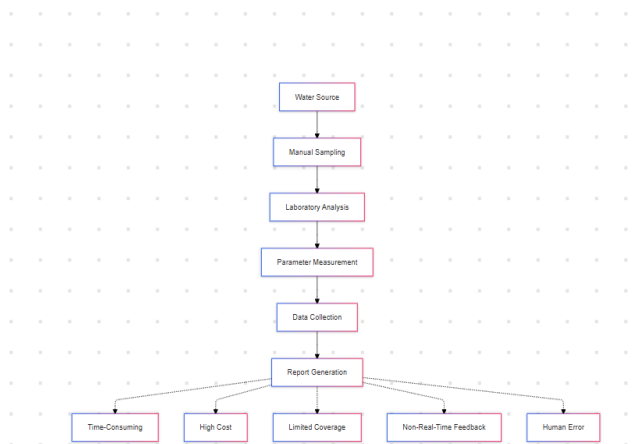 Water Source
Manual Sampling
Laboratory Analysis
Parameter Measurement
Data Collection
Report Generation
Time-Consuming
High Cost
Limited Coverage
Non-Real-Time Feedback
Human Error